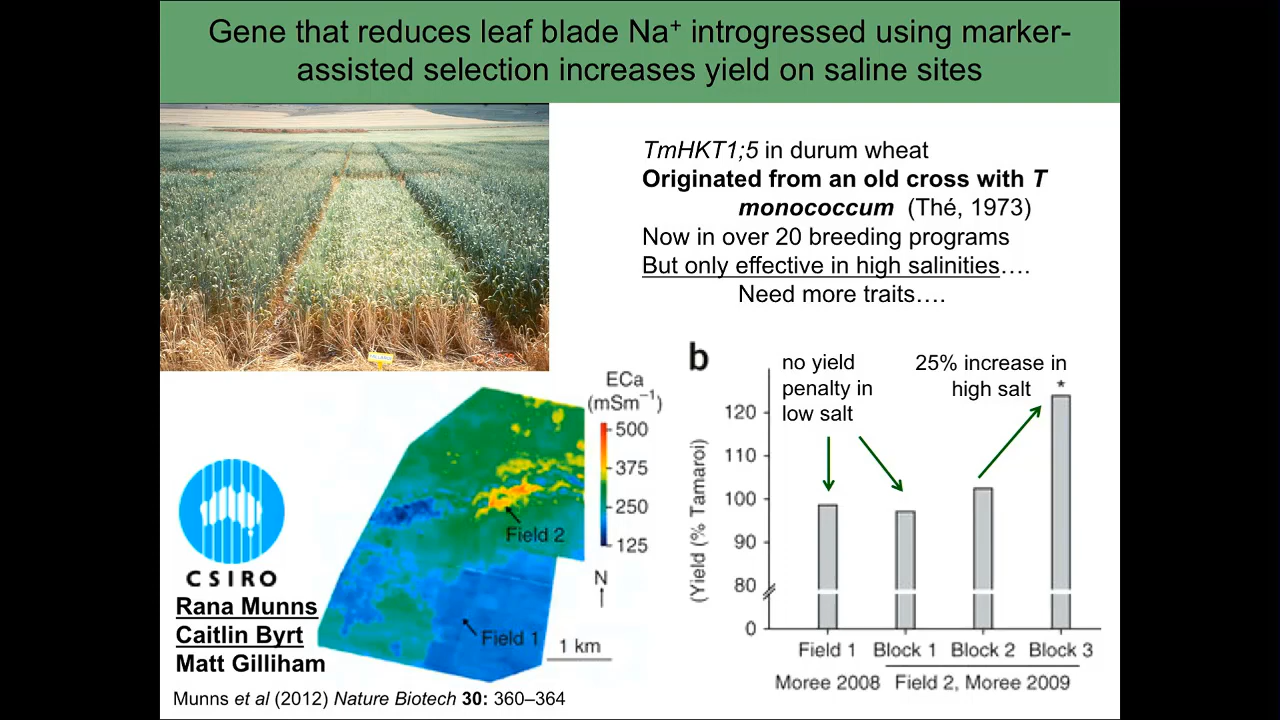 Gene that reduces leaf blade Na+ introgressed using marker-
assisted selection increases yield on saline sites
TmHKT1;5 in durum wheat
Originated from an old cross with T
monococcum (Thé, 1973)
Now in over 20 breeding programs
But only effective in high salinities….
Need more traits….
ECa
(mSm−1)
500
375
250
125
N
Field 2
Field 1
1 km
CSIRO
Rana Munns
Caitlin Byrt
Matt Gilliham
Munns et al (2012) Nature Biotech 30: 360–364
b
no yield
penalty in
low salt
25% increase in
high salt
*
(Yield (% Tamaroi)
120
110
100
90
80
0
Field 1 Block 1 Block 2 Block 3
Moree 2008 Field 2, Moree 2009